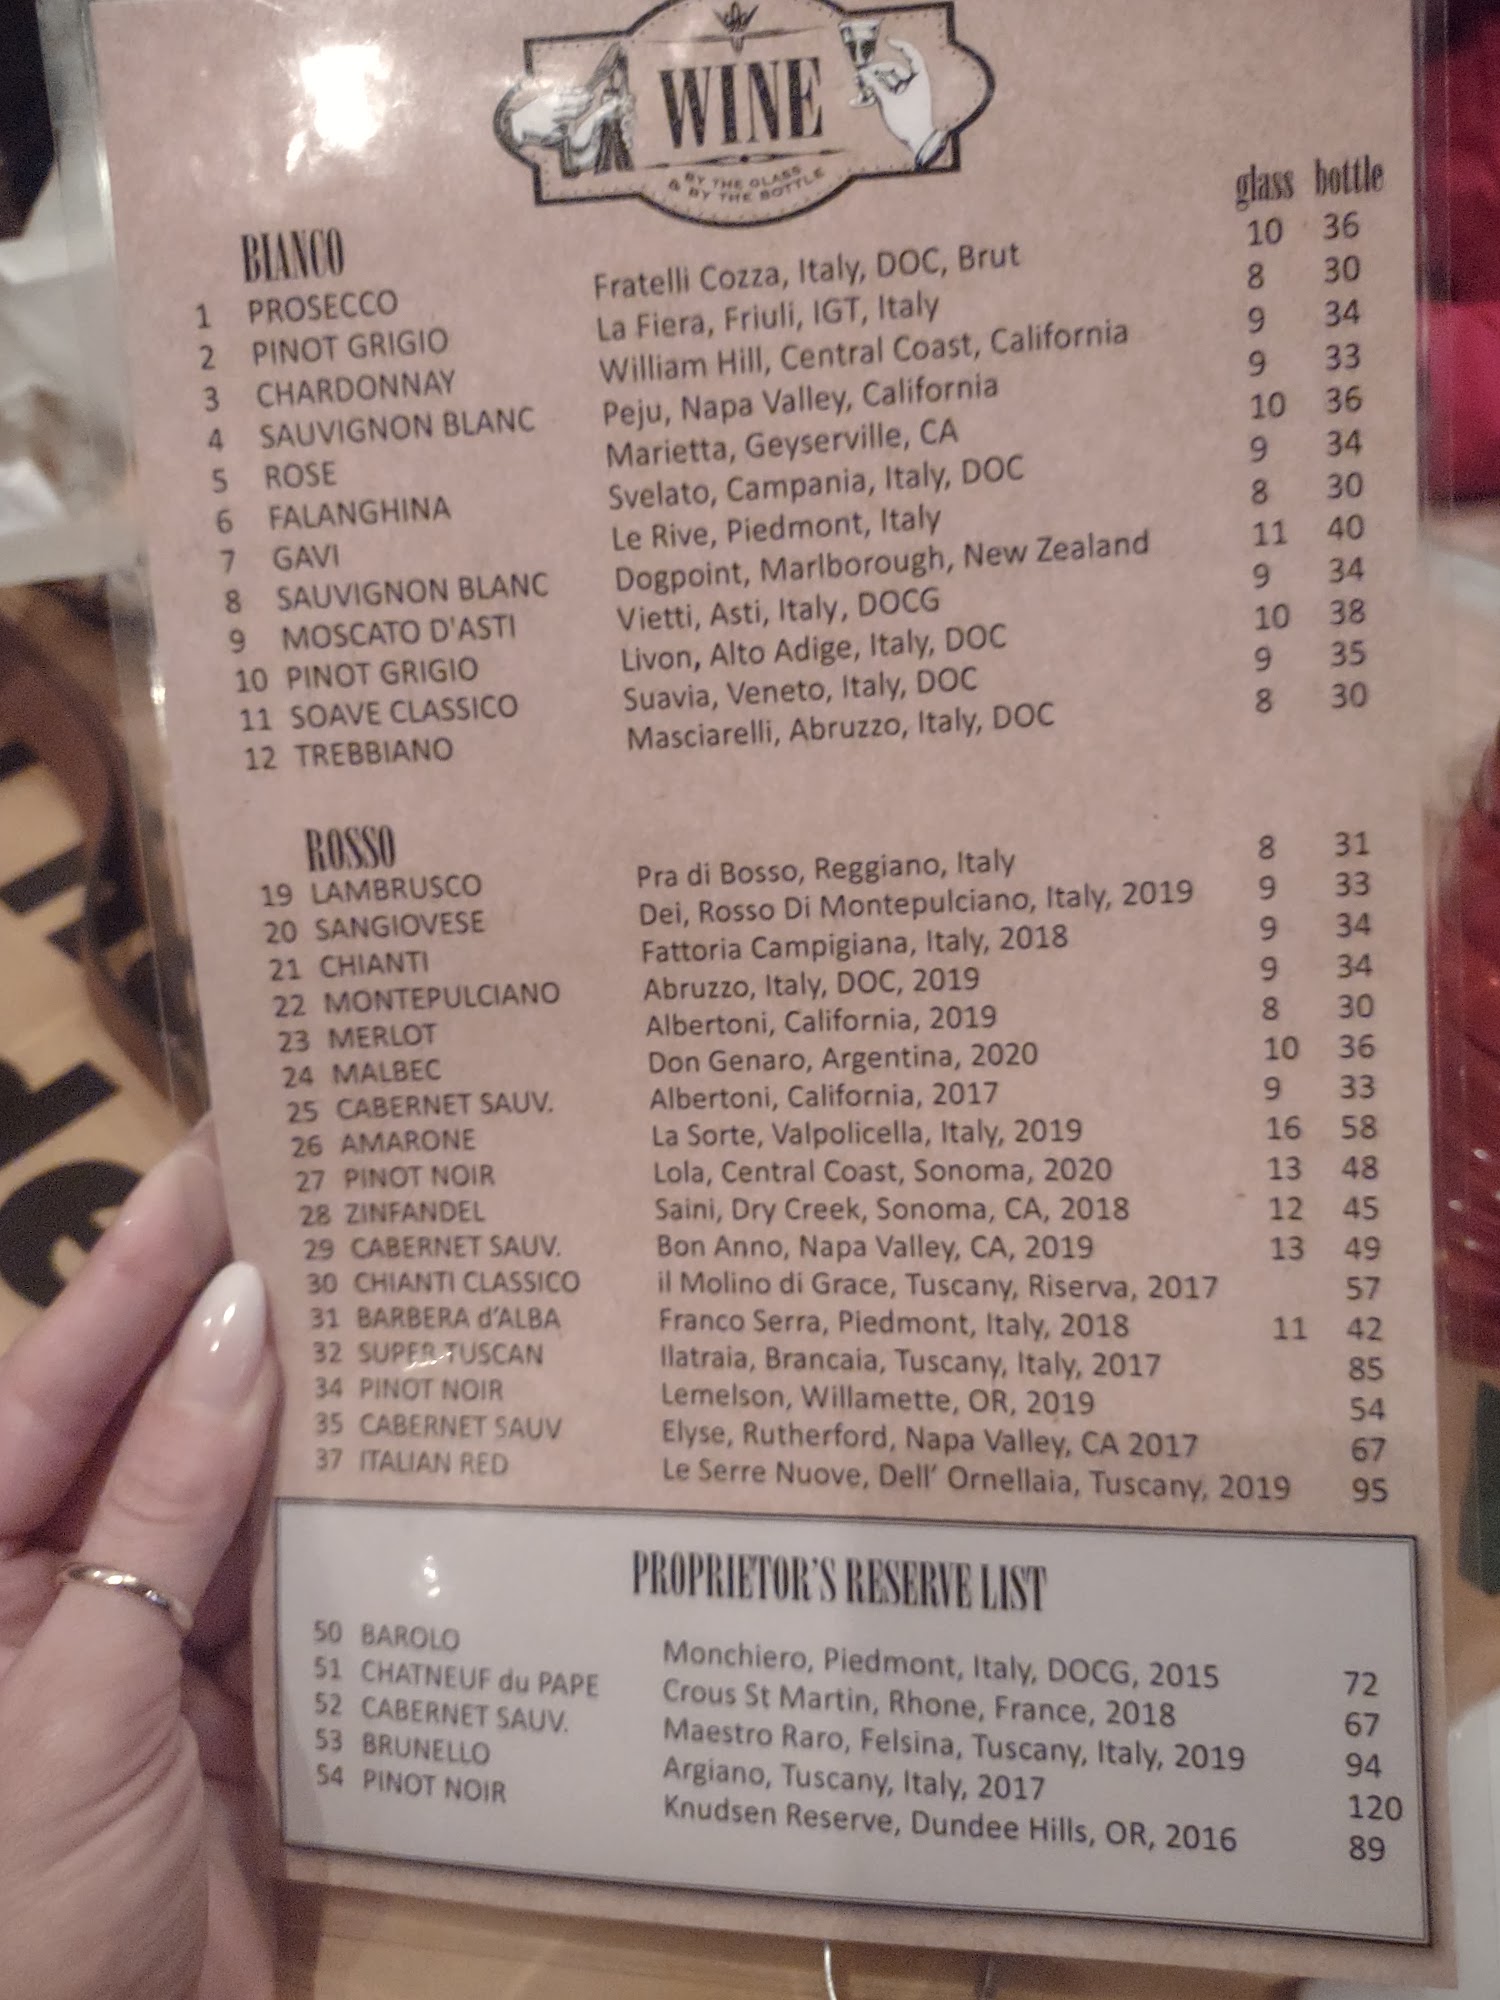 WINE
BY THE GLASS
& BY THE BOTTLE
glass bottle
BIANCO
1 PROSECCO Fratelli Cozza, Italy, DOC, Brut 10 36
2 PINOT GRIGIO La Fiera, Friuli, IGT, Italy 8 30
3 CHARDONNAY William Hill, Central Coast, California 9 34
4 SAUVIGNON BLANC Peju, Napa Valley, California 9 33
5 ROSE Marietta, Geyserville, CA 10 36
6 FALANGHINA Svelato, Campania, Italy, DOC 9 34
7 GAVI Le Rive, Piedmont, Italy 8 30
8 SAUVIGNON BLANC Dogpoint, Marlborough, New Zealand 11 40
9 MOSCATO D'ASTI Vietti, Asti, Italy, DOCG 9 34
10 PINOT GRIGIO Livon, Alto Adige, Italy, DOC 10 38
11 SOAVE CLASSICO Suavia, Veneto, Italy, DOC 9 35
12 TREBBIANO Masciarelli, Abruzzo, Italy, DOC 8 30
ROSSO
19 LAMBRUSCO Pra di Bosso, Reggiano, Italy 8 31
20 SANGIOVESE Dei, Rosso Di Montepulciano, Italy, 2019 9 33
21 CHIANTI Fattoria Campigiana, Italy, 2018 9 34
22 MONTEPULCIANO Abruzzo, Italy, DOC, 2019 9 34
23 MERLOT Albertoni, California, 2019 8 30
24 MALBEC Don Genaro, Argentina, 2020 10 36
25 CABERNET SAUV. Albertoni, California, 2017 9 33
26 AMARONE La Sorte, Valpolicella, Italy, 2019 16 58
27 PINOT NOIR Lola, Central Coast, Sonoma, 2020 13 48
28 ZINFANDEL Saini, Dry Creek, Sonoma, CA, 2018 12 45
29 CABERNET SAUV. Bon Anno, Napa Valley, CA, 2019 13 49
30 CHIANTI CLASSICO il Molino di Grace, Tuscany, Riserva, 2017 57
31 BARBERA d'ALBA Franco Serra, Piedmont, Italy, 2018 11 42
32 SUPER TUSCAN Ilatraia, Brancaia, Tuscany, Italy, 2017 85
34 PINOT NOIR Lemelson, Willamette, OR, 2019 54
35 CABERNET SAUV Elyse, Rutherford, Napa Valley, CA 2017 67
37 ITALIAN RED Le Serre Nuove, Dell' Ornellaia, Tuscany, 2019 95
PROPRIETOR'S RESERVE LIST
50 BAROLO Monchiero, Piedmont, Italy, DOCG, 2015 72
51 CHATNEUF du PAPE Crous St Martin, Rhone, France, 2018 67
52 CABERNET SAUV. Maestro Raro, Felsina, Tuscany, Italy, 2019 94
53 BRUNELLO Argiano, Tuscany, Italy, 2017 120
54 PINOT NOIR Knudsen Reserve, Dundee Hills, OR, 2016 89